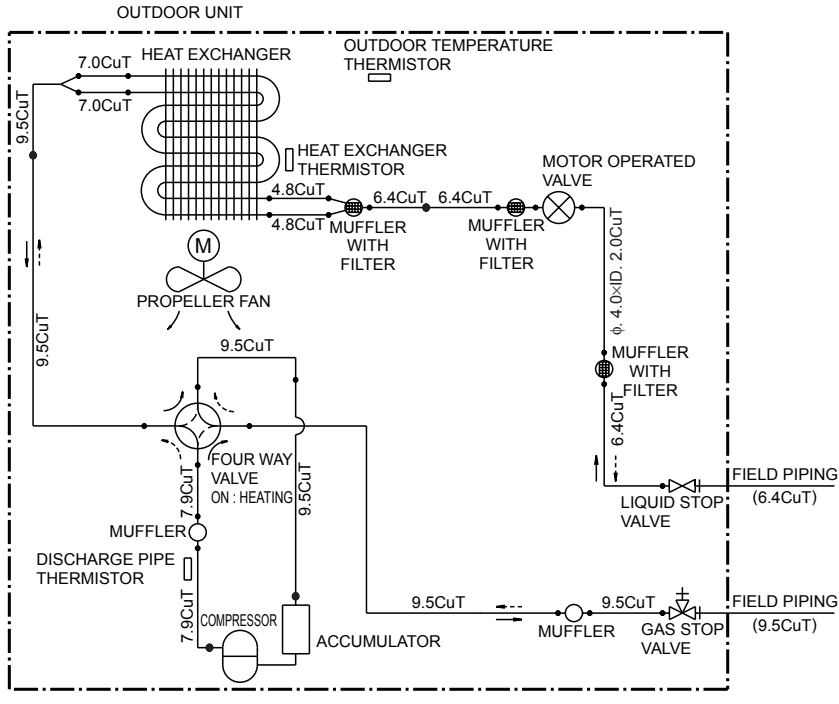 OUTDOOR UNIT
HEAT EXCHANGER
OUTDOOR TEMPERATURE
THERMISTOR
7.0CuT
7.0CuT
9.5CuT
HEAT EXCHANGER
THERMISTOR
MOTOR OPERATED
VALVE
4.8CuT
4.8CuT
6.4CuT
6.4CuT
MUFFLER
WITH
FILTER
MUFFLER
WITH
FILTER
M
PROPELLER FAN
φ. 4.0×ID. 2.0CuT
9.5CuT
9.5CuT
MUFFLER
WITH
FILTER
6.4CuT
FOUR WAY
VALVE
ON : HEATING
7.9CuT
9.5CuT
FIELD PIPING
(6.4CuT)
LIQUID STOP
VALVE
MUFFLER
DISCHARGE PIPE
THERMISTOR
7.9CuT
COMPRESSOR
ACCUMULATOR
9.5CuT
9.5CuT
MUFFLER
GAS STOP
VALVE
FIELD PIPING
(9.5CuT)